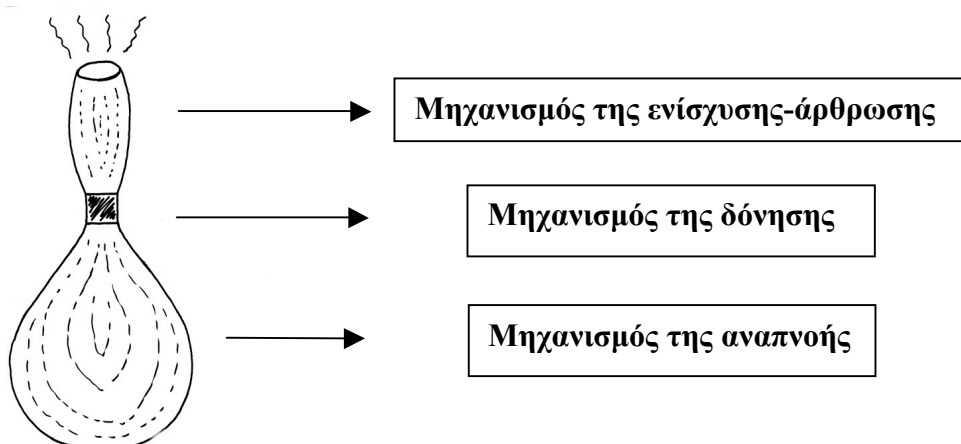 Μηχανισμός της ενίσχυσης-άρθρωσης
Μηχανισμός της δόνησης
Μηχανισμός της αναπνοής